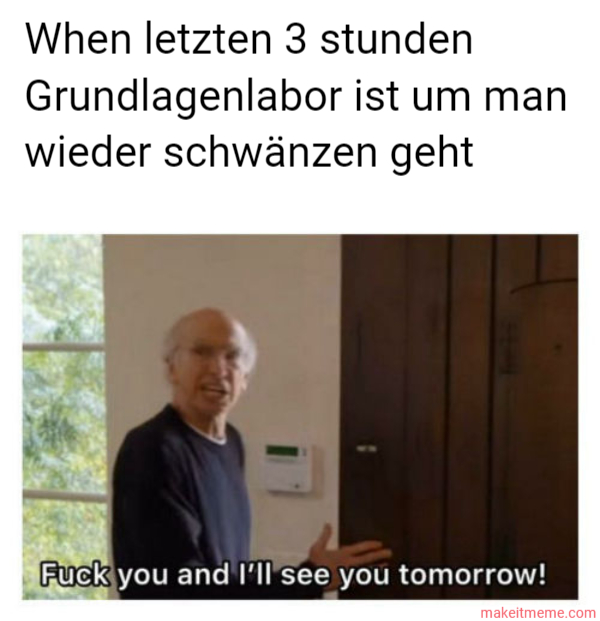 When letzten 3 stunden
Grundlagenlabor ist um man
wieder schwänzen geht
Fuck you and I'll see you tomorrow!
makeitmeme.com